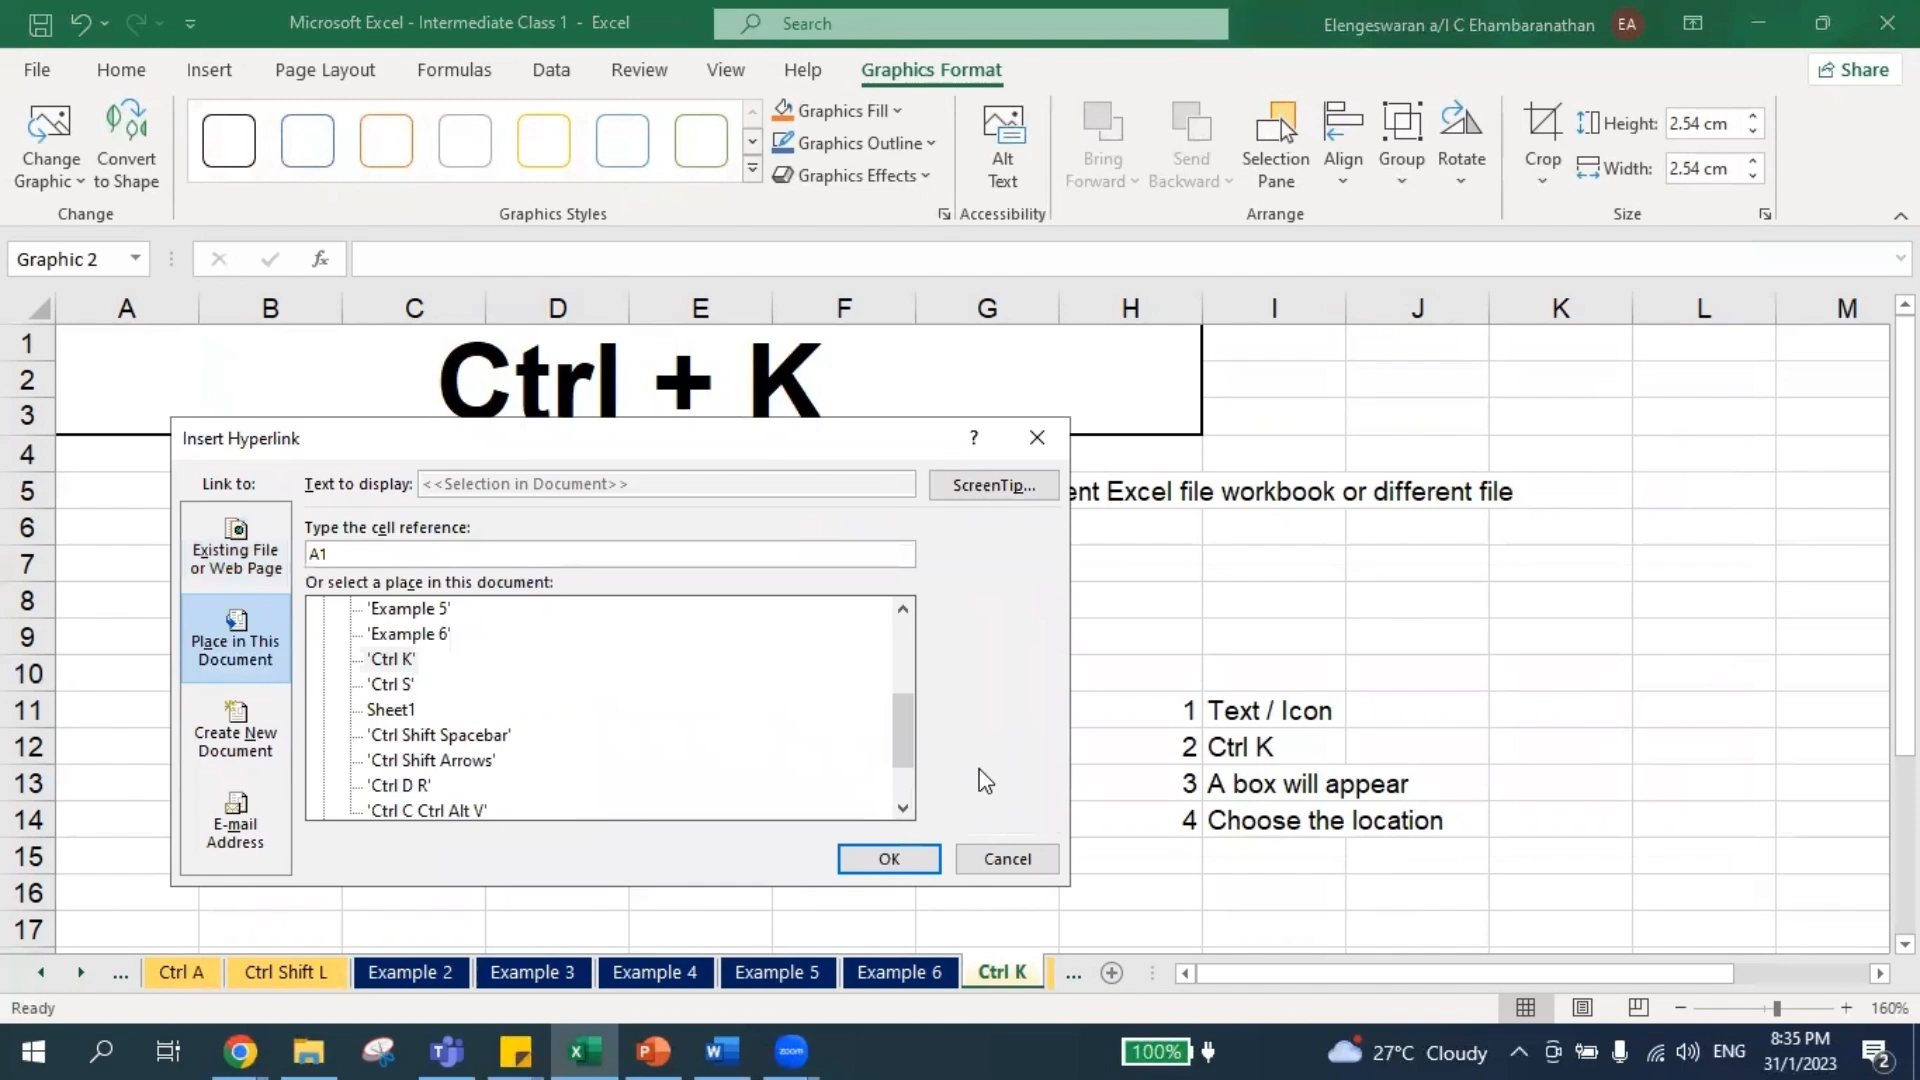 Microsoft Excel - Intermediate Class 1 - Excel
Search
Elengeswaran a/l C Ehambaranathan
EA
File
Home
Insert
Page Layout
Formulas
Data
Review
View
Help
Graphics Format
Share
Change Graphic
Convert to Shape
Graphics Fill
Graphics Outline
Graphics Effects
Alt Text
Bring Forward
Send Backward
Selection Pane
Align
Group
Rotate
Crop
Height: 2.54 cm
Width: 2.54 cm
Change
Graphics Styles
Accessibility
Arrange
Size
Graphic 2
fx
A B C D E F G H I J K L M
1
2
3
Ctrl + K
4
5
ent Excel file workbook or different file
6
7
8
9
10
11
1 Text / Icon
12
2 Ctrl K
13
3 A box will appear
14
4 Choose the location
15
16
17
Insert Hyperlink
?
Link to:
Text to display: <<Selection in Document>>
ScreenTip...
Existing File or Web Page
Place in This Document
Create New Document
E-mail Address
Type the cell reference:
A1
Or select a place in this document:
'Example 5'
'Example 6'
'Ctrl K'
'Ctrl S'
Sheet1
'Ctrl Shift Spacebar'
'Ctrl Shift Arrows'
'Ctrl D R'
'Ctrl C Ctrl Alt V'
OK
Cancel
... Ctrl A Ctrl Shift L Example 2 Example 3 Example 4 Example 5 Example 6 Ctrl K ...
Ready
160%
zoom
100%
27°C Cloudy
ENG
8:35 PM
31/1/2023
2